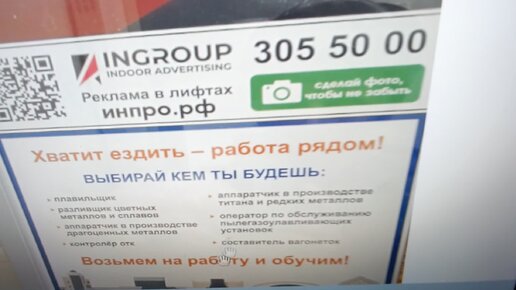 INGROUP
INDOOR ADVERTISING
305 50 00
Реклама в лифтах
инпро.рф
сделай фото,
чтобы не забыть
Хватит ездить – работа рядом!
ВЫБИРАЙ КЕМ ТЫ БУДЕШЬ:
• плавильщик
• разливщик цветных
металлов и сплавов
• аппаратчик в производстве
драгоценных металлов
• контролёр отк
• аппаратчик в производстве
титана и редких металлов
• оператор по обслуживанию
пылегазоулавливающих
установок
• составитель вагонеток
Возьмем на работу и обучим!